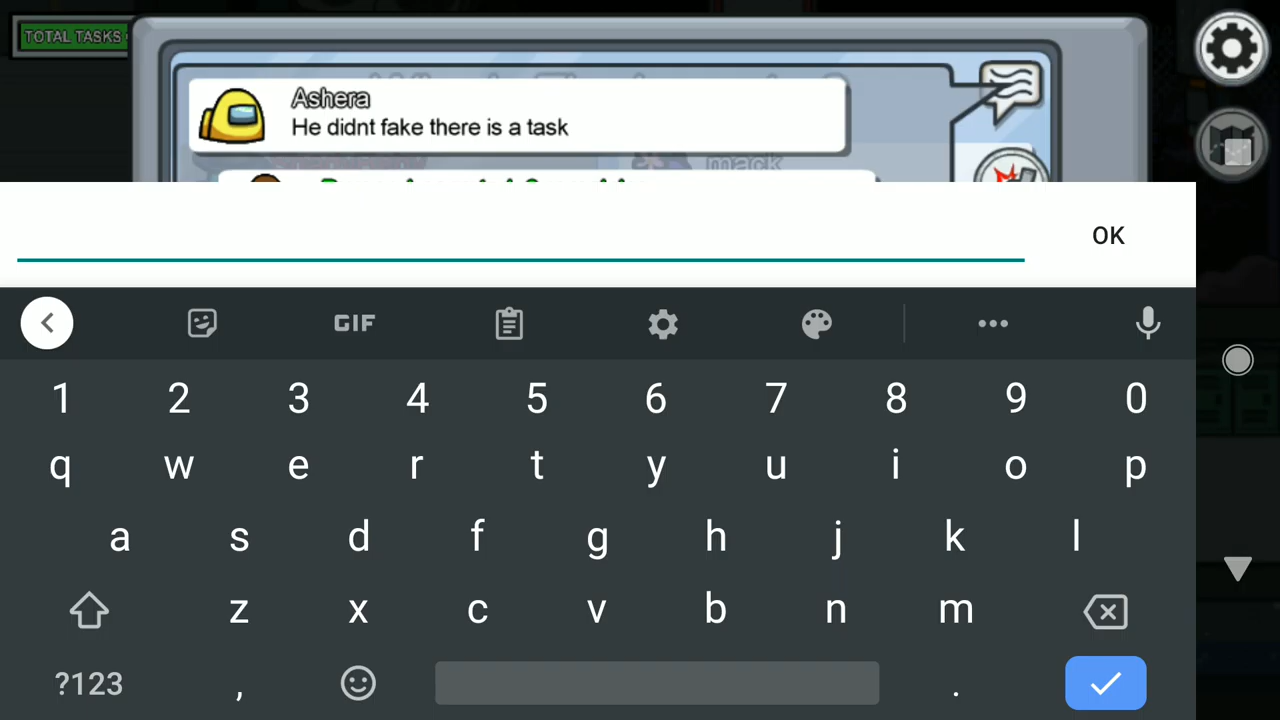 TOTAL TASKS
Ashera
He didnt fake there is a task
mack
OK
GIF
1 2 3 4 5 6 7 8 9 0
q w e r t y u i o p
a s d f g h j k l
z x c v b n m
?123 , .